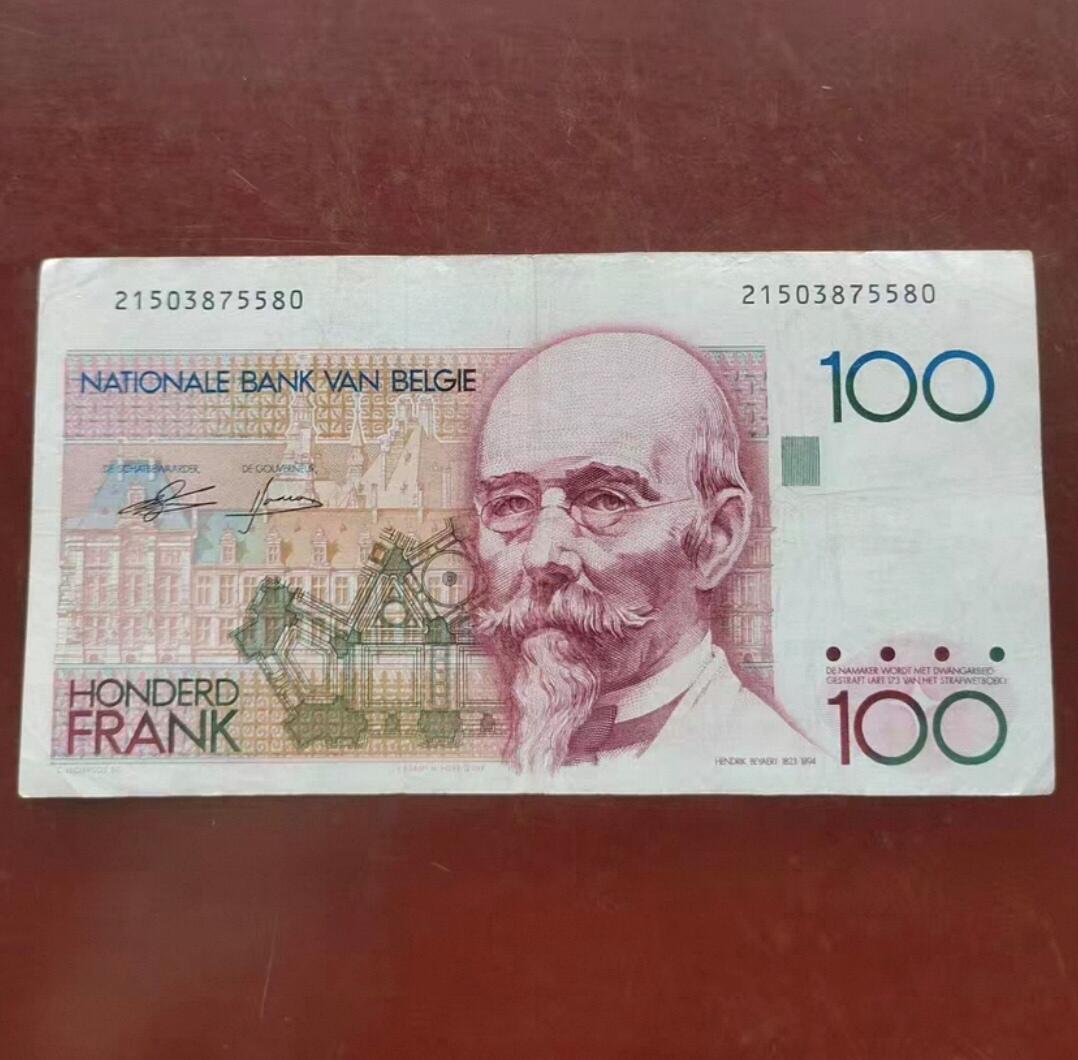 21503875580
21503875580
NATIONALE BANK VAN BELGIE
100
DE SCHATBEWAARDER,
DE GOUVERNEUR,
DE NAMAKER WORDT MET DWANGARBEID
GESTRAFT (ART. 173 VAN HET STRAFWETBOEK)
HONDERD
FRANK
100
HENDRIK BEYAERT 1823 1894